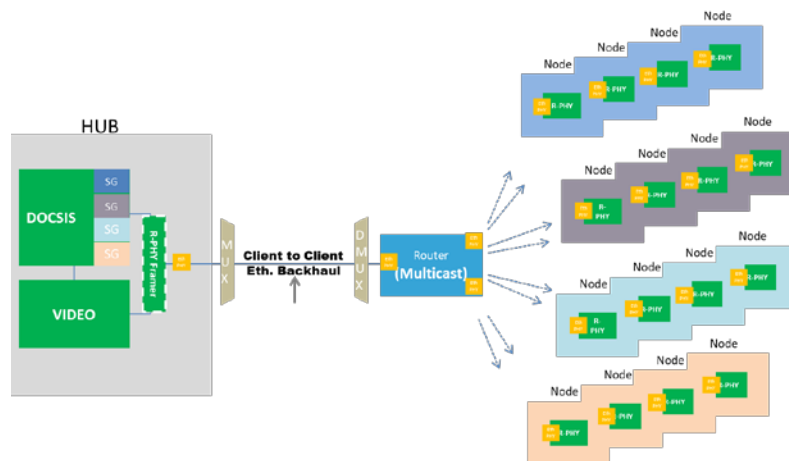 HUB
DOCSIS
SG
SG
SG
SG
R-PHY Framer
VIDEO
MUX
Client to Client
Eth. Backhaul
DMUX
Router
(Multicast)
Node
Node
Node
Node
R-PHY
R-PHY
R-PHY
R-PHY
Node
Node
Node
Node
R-
PHY
R-PHY
R-PHY
R-PHY
Node
Node
Node
Node
R-
PHY
R-PHY
R-PHY
R-PHY
Node
Node
Node
Node
R-PHY
R-PHY
R-PHY
R-PHY